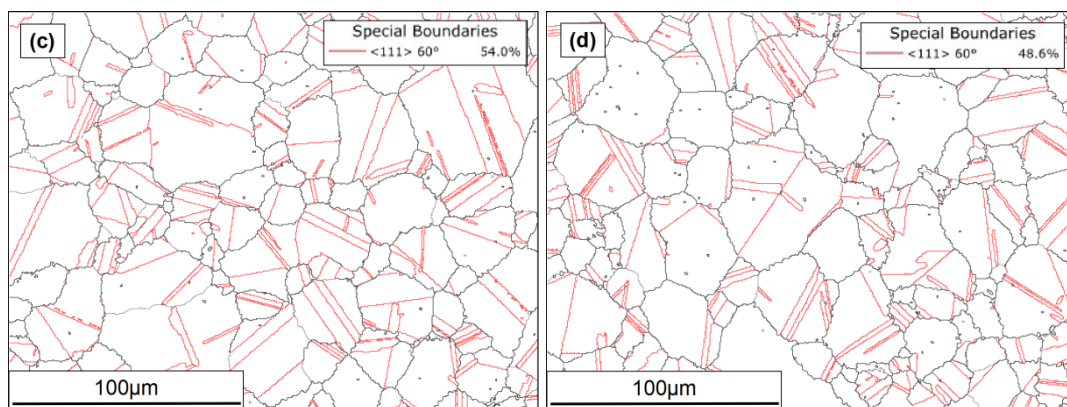 (c)
Special Boundaries
<111> 60° 54.0%
100µm
(d)
Special Boundaries
<111> 60° 48.6%
100µm